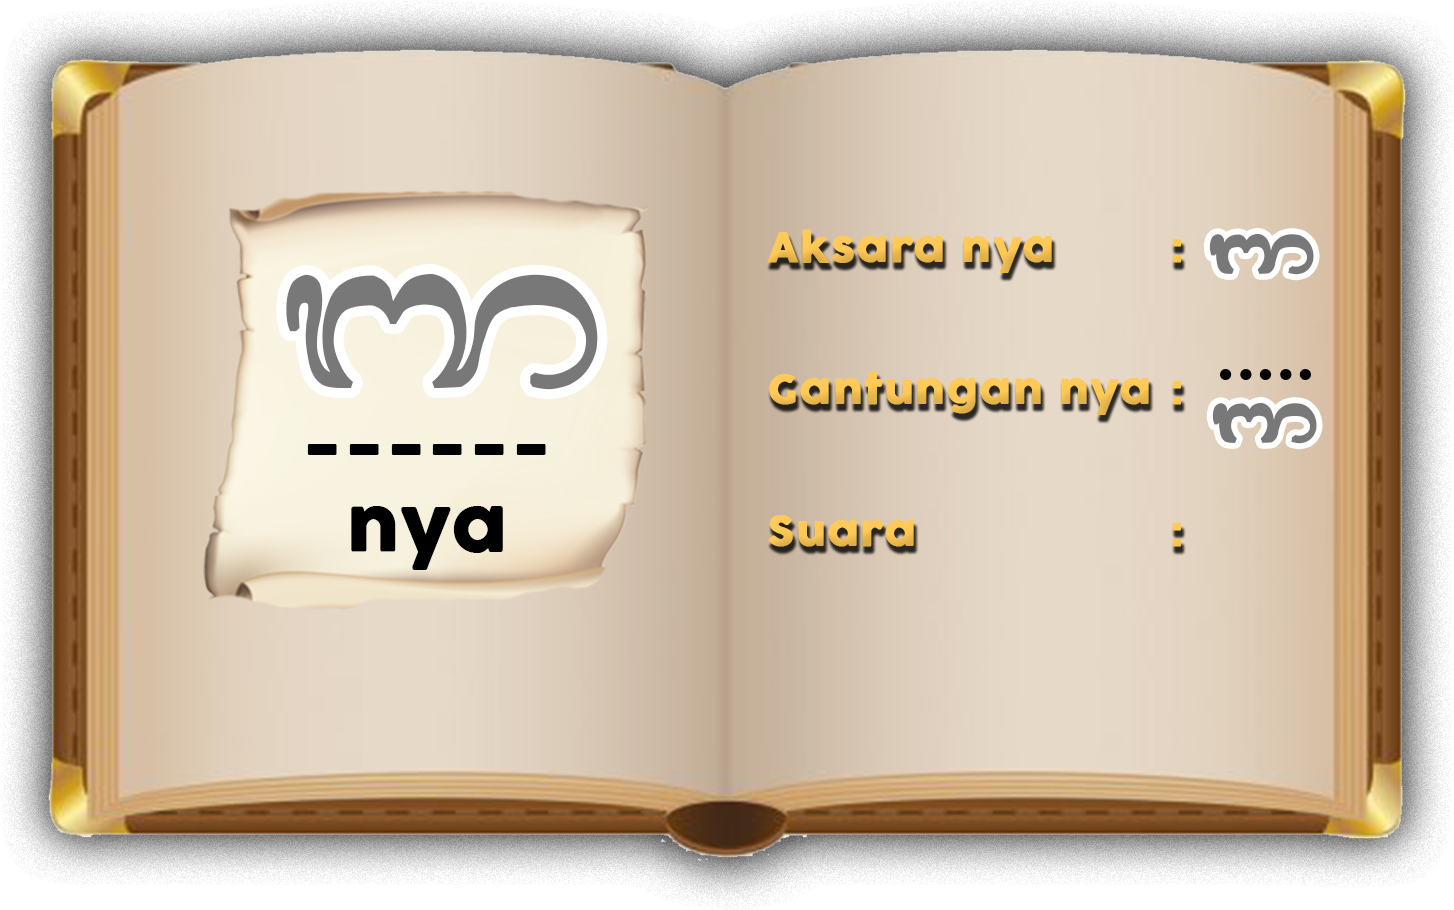 ᬜ
------
nya
Aksara nya : ᬜ
Gantungan nya : ..... ᭄ᬜ
Suara :